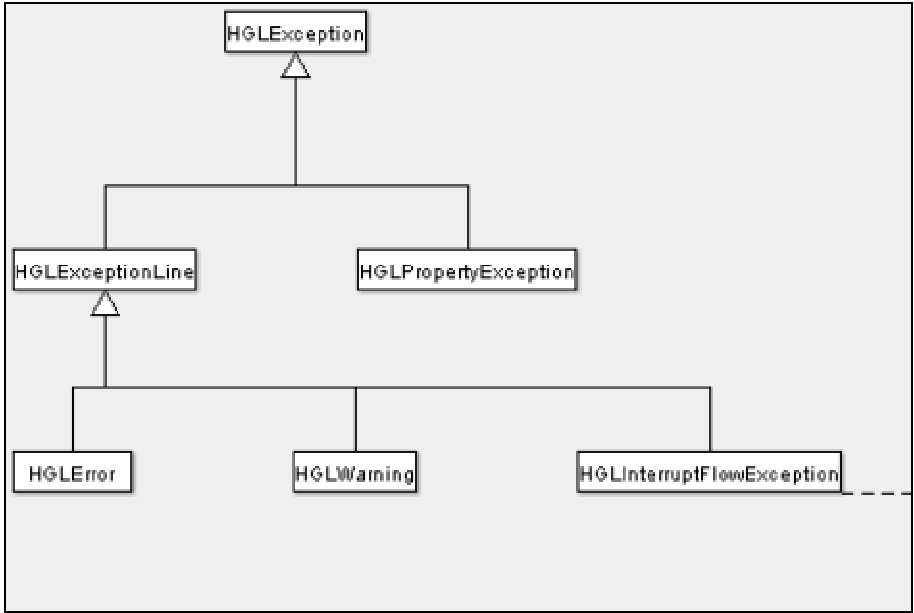 HGLException
HGLExceptionLine
HGLPropertyException
HGLError
HGLWarning
HGLInterruptFlowException